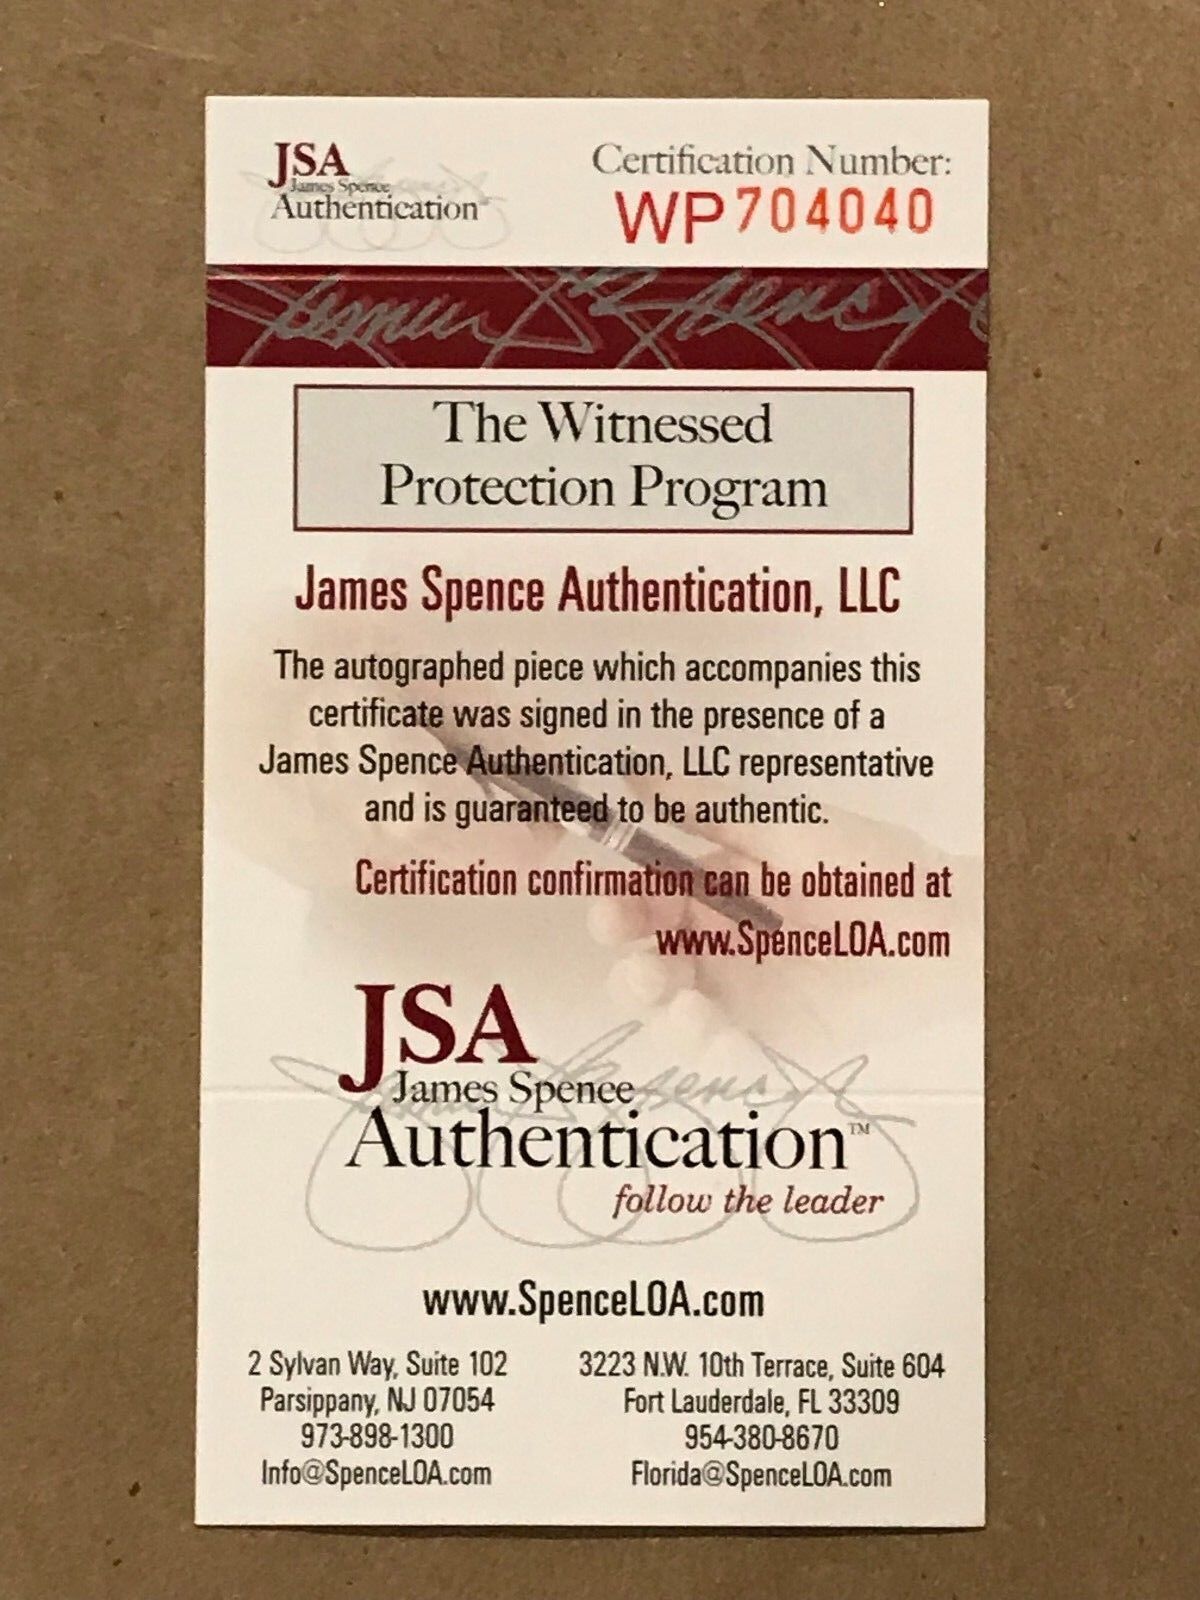 JSA
James Spence
Authentication
Certification Number:
WP704040
The Witnessed
Protection Program
James Spence Authentication, LLC
The autographed piece which accompanies this
certificate was signed in the presence of a
James Spence Authentication, LLC representative
and is guaranteed to be authentic.
Certification confirmation can be obtained at
www.SpenceLOA.com
JSA
James Spence
Authentication™
follow the leader
www.SpenceLOA.com
2 Sylvan Way, Suite 102
Parsippany, NJ 07054
973-898-1300
Info@SpenceLOA.com
3223 N.W. 10th Terrace, Suite 604
Fort Lauderdale, FL 33309
954-380-8670
Florida@SpenceLOA.com